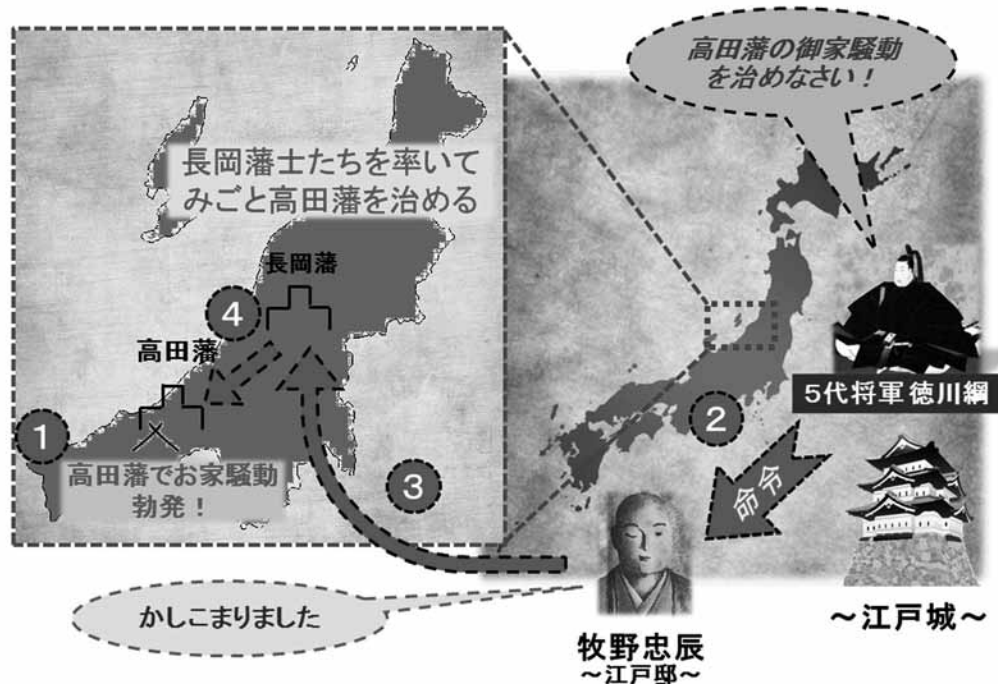 高田藩の御家騒動
を治めなさい！
長岡藩士たちを率いて
みごと高田藩を治める
長岡藩
4
高田藩
1
高田藩でお家騒動
勃発！
3
2
5代将軍徳川綱
命令
かしこまりました
牧野忠辰
～江戸邸～
～江戸城～